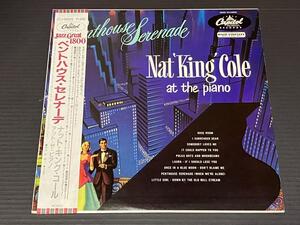 Capitol
Jazz Great
1800
ペントハウス・セレナーデ
ナット・キング・コール
Penthouse Serenade
Capitol
Nat 'King' Cole
at the piano
ROSE ROOM
I SURRENDER DEAR
SOMEBODY LOVES ME
IT COULD HAPPEN TO YOU
POLKA DOTS AND MOONBEAMS
LAURA · IF I SHOULD LOSE YOU
ONCE IN A BLUE MOON · DON'T BLAME ME
PENTHOUSE SERENADE (WHEN WE'RE ALONE)
LITTLE GIRL · DOWN BY THE OLD MILL STREAM